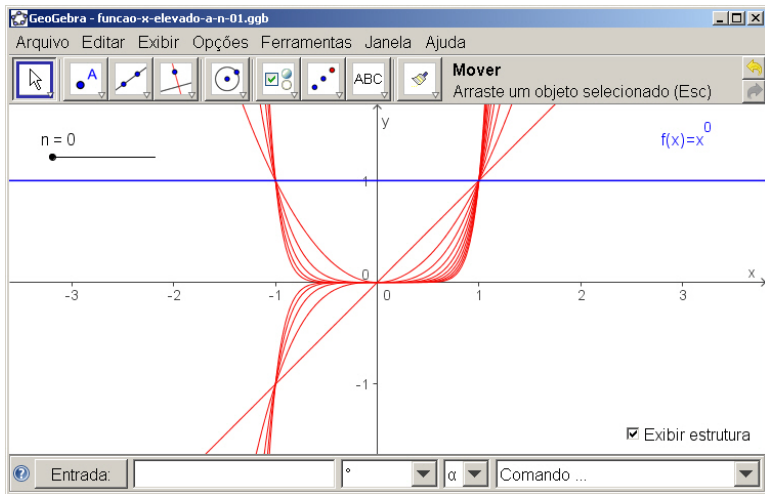 GeoGebra - funcao-x-elevado-a-n-01.ggb
Arquivo Editar Exibir Opções Ferramentas Janela Ajuda
A
ABC
Mover
Arraste um objeto selecionado (Esc)
y
n = 0
f(x)=x⁰
1
0
x
-3 -2 -1 0 1 2 3
-1
Exibir estrutura
Entrada: ° α Comando ...